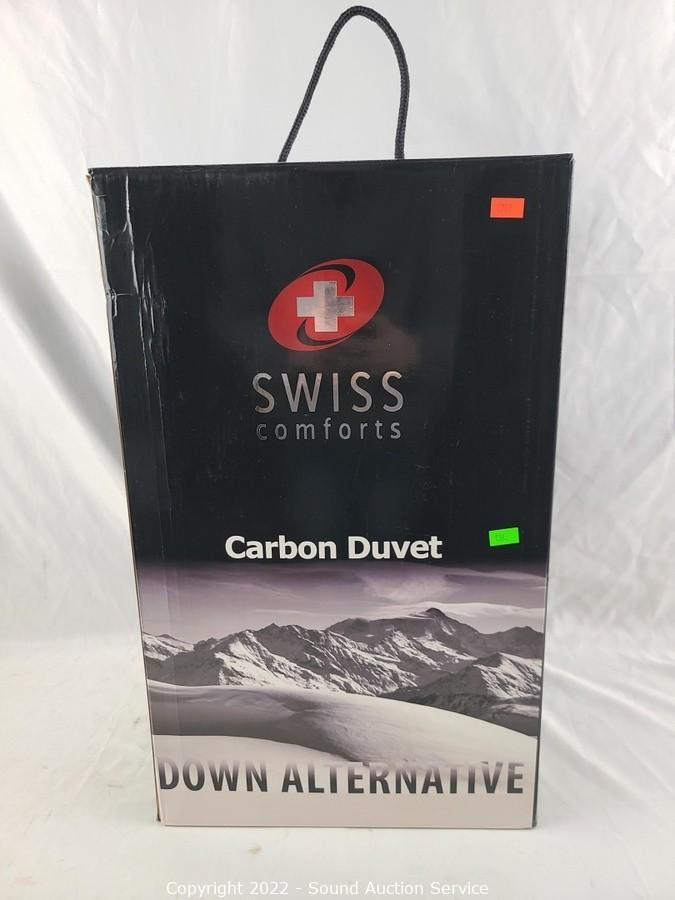 SWISS
comforts
Carbon Duvet
DOWN ALTERNATIVE
Copyright 2022 - Sound Auction Service